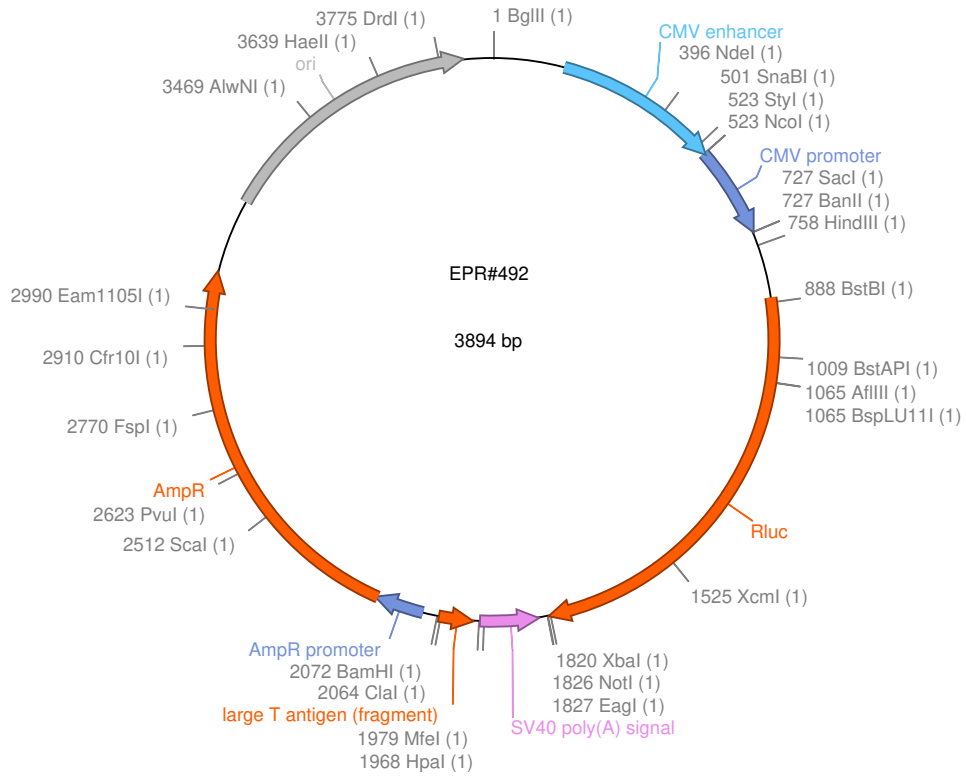 3775 DrdI (1)
3639 HaeII (1)
ori
3469 AlwNI (1)
1 BglII (1)
CMV enhancer
396 NdeI (1)
501 SnaBI (1)
523 StyI (1)
523 NcoI (1)
CMV promoter
727 SacI (1)
727 BanII (1)
758 HindIII (1)
EPR#492
3894 bp
888 BstBI (1)
1009 BstAPI (1)
1065 AflIII (1)
1065 BspLU11I (1)
Rluc
1525 XcmI (1)
1820 XbaI (1)
1826 NotI (1)
1827 EagI (1)
SV40 poly(A) signal
2990 Eam1105I (1)
2910 Cfr10I (1)
2770 FspI (1)
AmpR
2623 PvuI (1)
2512 ScaI (1)
AmpR promoter
2072 BamHI (1)
2064 ClaI (1)
large T antigen (fragment)
1979 MfeI (1)
1968 HpaI (1)